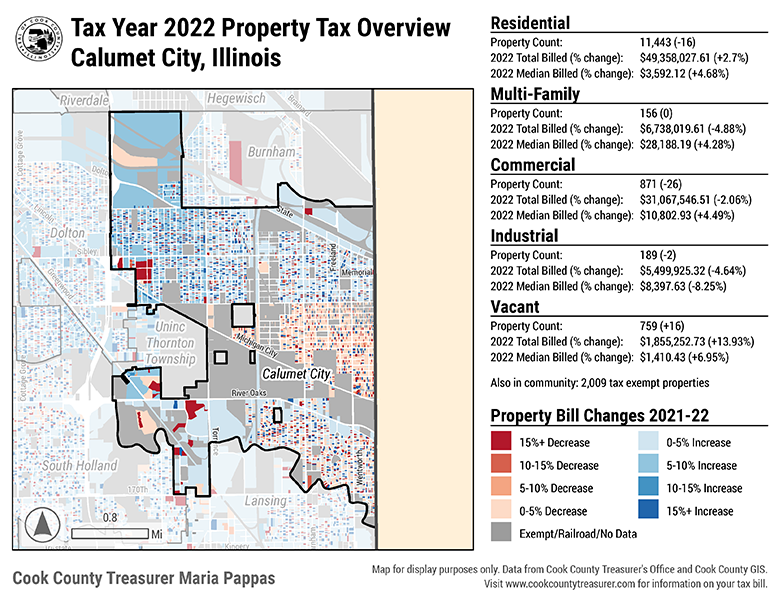 Tax Year 2022 Property Tax Overview
Calumet City, Illinois
Riverdale
Hegewisch
Brainard
Cottage Grove
Burnham
Lincoln
State
Dolton
Sibley
Freeland
Memorial
Greenwood
Uninc
Thornton
Township
Michigan City
Calumet City
Cottage Grove
River Oaks
Torrence
Wentworth
South Holland
170Th
Lansing
0.8
Mi
Cook County Treasurer Maria Pappas
Residential
Property Count: 11,443 (-16)
2022 Total Billed (% change): $49,358,027.61 (+2.7%)
2022 Median Billed (% change): $3,592.12 (+4.68%)
Multi-Family
Property Count: 156 (0)
2022 Total Billed (% change): $6,738,019.61 (-4.88%)
2022 Median Billed (% change): $28,188.19 (+4.28%)
Commercial
Property Count: 871 (-26)
2022 Total Billed (% change): $31,067,546.51 (-2.06%)
2022 Median Billed (% change): $10,802.93 (+4.49%)
Industrial
Property Count: 189 (-2)
2022 Total Billed (% change): $5,499,925.32 (-4.64%)
2022 Median Billed (% change): $8,397.63 (-8.25%)
Vacant
Property Count: 759 (+16)
2022 Total Billed (% change): $1,855,252.73 (+13.93%)
2022 Median Billed (% change): $1,410.43 (+6.95%)
Also in community: 2,009 tax exempt properties
Property Bill Changes 2021-22
15%+ Decrease
10-15% Decrease
5-10% Decrease
0-5% Decrease
Exempt/Railroad/No Data
0-5% Increase
5-10% Increase
10-15% Increase
15%+ Increase
Map for display purposes only. Data from Cook County Treasurer's Office and Cook County GIS.
Visit www.cookcountytreasurer.com for information on your tax bill.